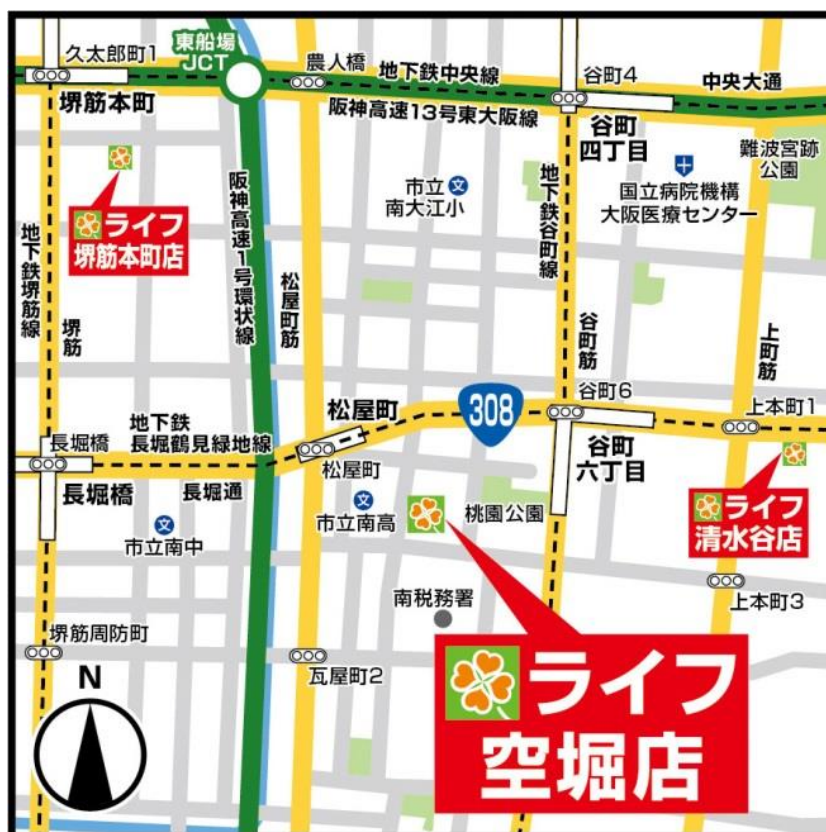 久太郎町1
東船場
JCT
農人橋
地下鉄中央線
谷町4
中央大通
堺筋本町
阪神高速13号東大阪線
谷町
四丁目
難波宮跡
公園
市立
南大江小
国立病院機構
大阪医療センター
ライフ
堺筋本町店
地下鉄堺筋線
堺筋
阪神高速1号環状線
松屋町筋
地下鉄谷町線
谷町筋
上町筋
地下鉄
長堀鶴見緑地線
松屋町
308
谷町6
上本町1
長堀橋
長堀橋
長堀通
松屋町
谷町
六丁目
市立南中
市立南高
桃園公園
ライフ
清水谷店
南税務署
上本町3
堺筋周防町
瓦屋町2
N
ライフ
空堀店